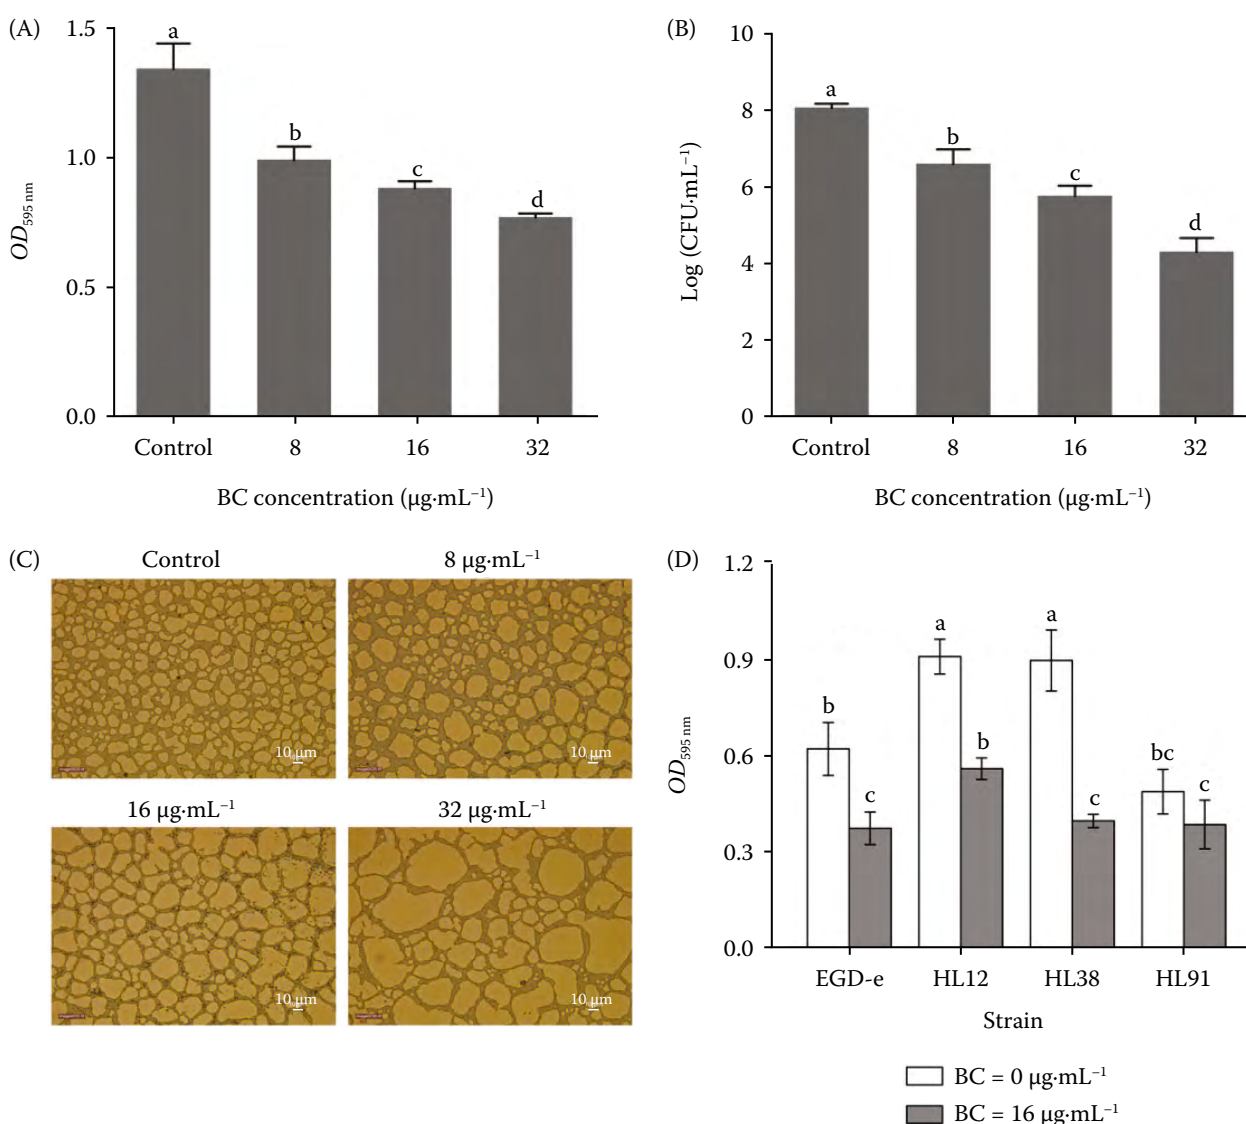 (A)
1.5
1.0
0.5
0.0
OD595 nm
a
b
c
d
Control 8 16 32
BC concentration (µg·mL–1)
(B)
10
8
6
4
2
0
Log (CFU·mL–1)
a
b
c
d
Control 8 16 32
BC concentration (µg·mL–1)
(C)
Control
10 µm
8 µg·mL–1
10 µm
16 µg·mL–1
10 µm
32 µg·mL–1
10 µm
(D)
1.2
0.9
0.6
0.3
0.0
OD595 nm
b
c
a
b
a
c
bc
c
EGD-e HL12 HL38 HL91
Strain
BC = 0 µg·mL–1
BC = 16 µg·mL–1